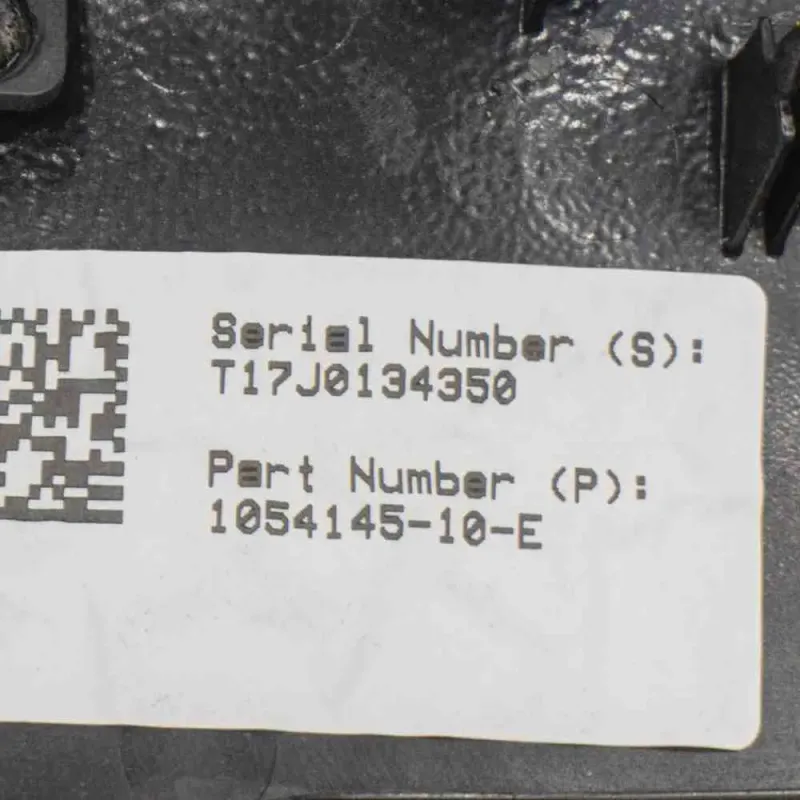 Serial Number (S):
T17J0134350
Part Number (P):
1054145-10-E